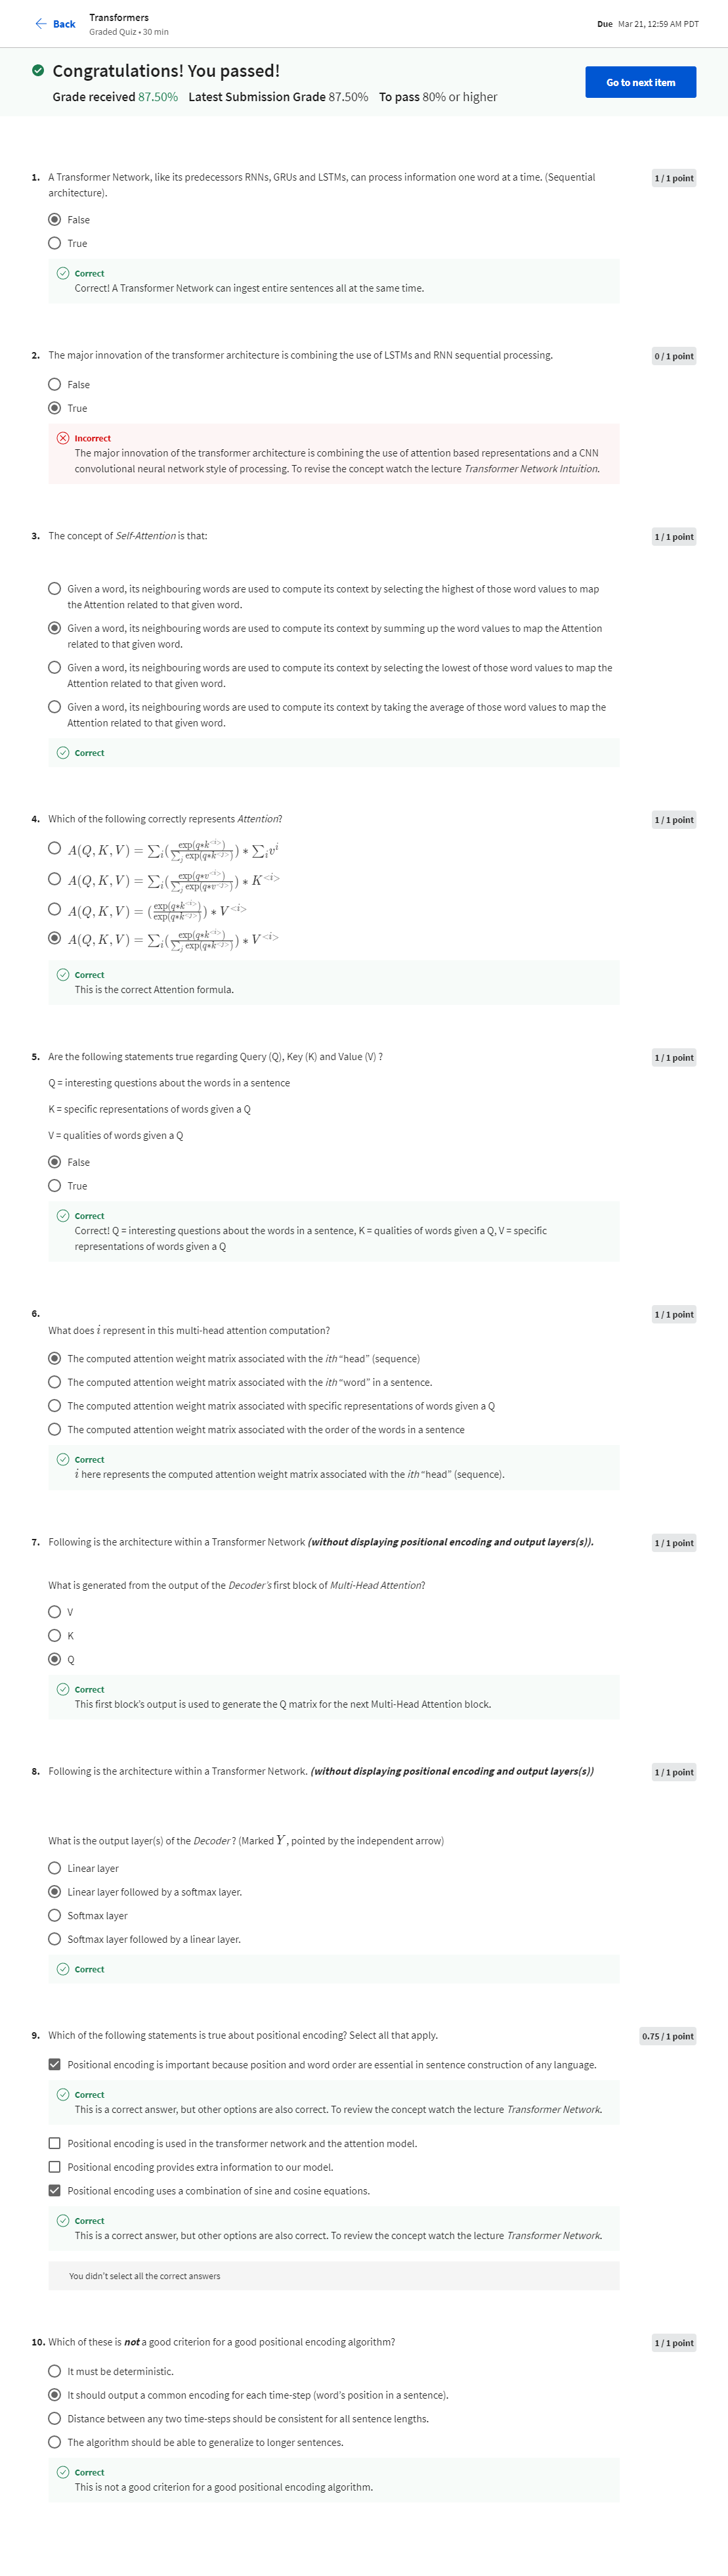 Back
Transformers
Graded Quiz • 30 min
Due Mar 21, 12:59 AM PDT
Congratulations! You passed!
Grade received 87.50% Latest Submission Grade 87.50% To pass 80% or higher
Go to next item
1. A Transformer Network, like its predecessors RNNs, GRUs and LSTMs, can process information one word at a time. (Sequential
architecture).
1 / 1 point
False
True
Correct
Correct! A Transformer Network can ingest entire sentences all at the same time.
2. The major innovation of the transformer architecture is combining the use of LSTMs and RNN sequential processing.
0 / 1 point
False
True
Incorrect
The major innovation of the transformer architecture is combining the use of attention based representations and a CNN
convolutional neural network style of processing. To revise the concept watch the lecture Transformer Network Intuition.
3. The concept of Self-Attention is that:
1 / 1 point
Given a word, its neighbouring words are used to compute its context by selecting the highest of those word values to map
the Attention related to that given word.
Given a word, its neighbouring words are used to compute its context by summing up the word values to map the Attention
related to that given word.
Given a word, its neighbouring words are used to compute its context by selecting the lowest of those word values to map the
Attention related to that given word.
Given a word, its neighbouring words are used to compute its context by taking the average of those word values to map the
Attention related to that given word.
Correct
4. Which of the following correctly represents Attention?
1 / 1 point
A(Q, K, V) = ∑_i(exp(q∗k^<i>) / ∑_j exp(q∗k^<j>)) ∗ ∑_i v^i
A(Q, K, V) = ∑_i(exp(q∗v^<i>) / ∑_j exp(q∗v^<j>)) ∗ K^<i>
A(Q, K, V) = (exp(q∗k^<i>) / exp(q∗k^<j>)) ∗ V^<i>
A(Q, K, V) = ∑_i(exp(q∗k^<i>) / ∑_j exp(q∗k^<j>)) ∗ V^<i>
Correct
This is the correct Attention formula.
5. Are the following statements true regarding Query (Q), Key (K) and Value (V) ?
1 / 1 point
Q = interesting questions about the words in a sentence
K = specific representations of words given a Q
V = qualities of words given a Q
False
True
Correct
Correct! Q = interesting questions about the words in a sentence, K = qualities of words given a Q, V = specific
representations of words given a Q
6.
1 / 1 point
What does i represent in this multi-head attention computation?
The computed attention weight matrix associated with the ith “head” (sequence)
The computed attention weight matrix associated with the ith “word” in a sentence.
The computed attention weight matrix associated with specific representations of words given a Q
The computed attention weight matrix associated with the order of the words in a sentence
Correct
i here represents the computed attention weight matrix associated with the ith “head” (sequence).
7. Following is the architecture within a Transformer Network (without displaying positional encoding and output layers(s)).
1 / 1 point
What is generated from the output of the Decoder’s first block of Multi-Head Attention?
V
K
Q
Correct
This first block’s output is used to generate the Q matrix for the next Multi-Head Attention block.
8. Following is the architecture within a Transformer Network. (without displaying positional encoding and output layers(s))
1 / 1 point
What is the output layer(s) of the Decoder ? (Marked Y, pointed by the independent arrow)
Linear layer
Linear layer followed by a softmax layer.
Softmax layer
Softmax layer followed by a linear layer.
Correct
9. Which of the following statements is true about positional encoding? Select all that apply.
0.75 / 1 point
Positional encoding is important because position and word order are essential in sentence construction of any language.
Correct
This is a correct answer, but other options are also correct. To review the concept watch the lecture Transformer Network.
Positional encoding is used in the transformer network and the attention model.
Positional encoding provides extra information to our model.
Positional encoding uses a combination of sine and cosine equations.
Correct
This is a correct answer, but other options are also correct. To review the concept watch the lecture Transformer Network.
You didn’t select all the correct answers
10. Which of these is not a good criterion for a good positional encoding algorithm?
1 / 1 point
It must be deterministic.
It should output a common encoding for each time-step (word’s position in a sentence).
Distance between any two time-steps should be consistent for all sentence lengths.
The algorithm should be able to generalize to longer sentences.
Correct
This is not a good criterion for a good positional encoding algorithm.